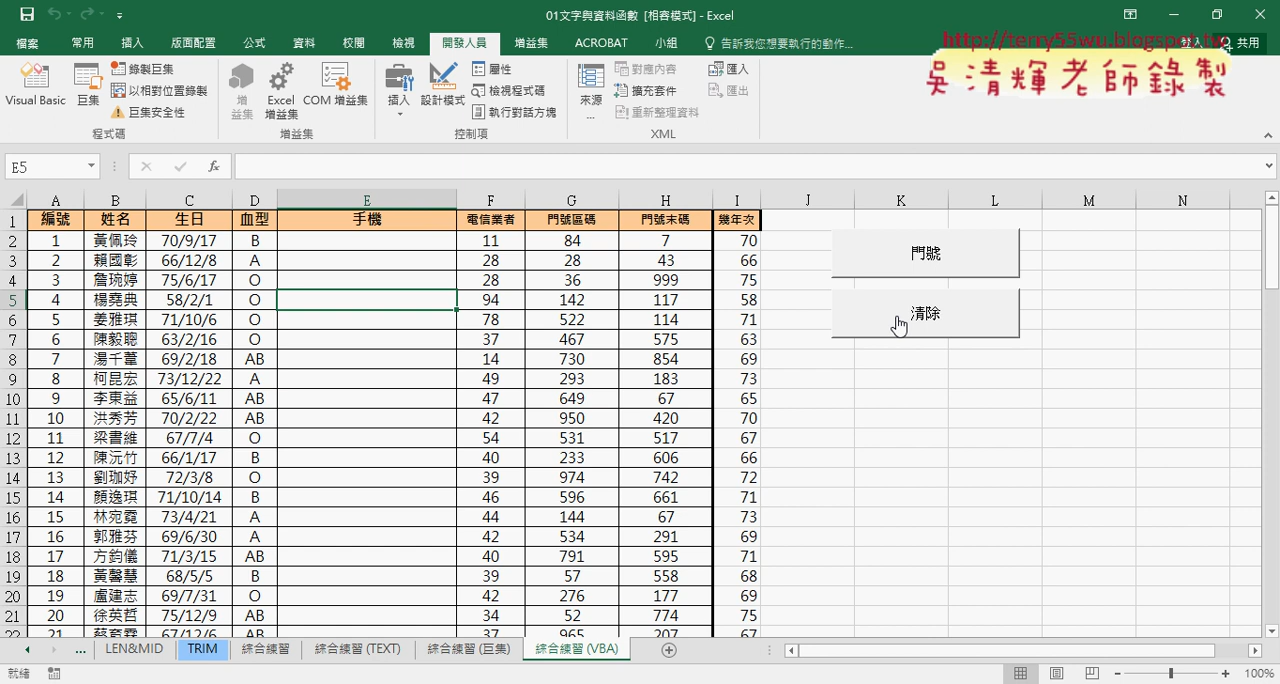 01文字與資料函數 [相容模式] - Excel
http://terry55wu.blogspot.tw
吳清輝老師錄製
檔案 常用 插入 版面配置 公式 資料 校閱 檢視 開發人員 增益集 ACROBAT 小組 告訴我您想要執行的動作... 登入 共用
Visual Basic 巨集 錄製巨集 以相對位置錄製 巨集安全性 程式碼
增益集 Excel 增益集 COM 增益集 增益集
插入 設計模式 屬性 檢視程式碼 執行對話方塊 控制項
來源... 對應內容 擴充套件 重新整理資料 匯入 匯出 XML
E5 fx
A B C D E F G H I J K L M N
1 編號 姓名 生日 血型 手機 電信業者 門號區碼 門號末碼 幾年次
2 1 黃佩玲 70/9/17 B 11 84 7 70
3 2 賴國彰 66/12/8 A 28 28 43 66
4 3 詹琬婷 75/6/17 O 28 36 999 75
5 4 楊堯典 58/2/1 O 94 142 117 58
6 5 姜雅琪 71/10/6 O 78 522 114 71
7 6 陳毅聰 63/2/16 O 37 467 575 63
8 7 湯千葦 69/2/18 AB 14 730 854 69
9 8 柯昆宏 73/12/22 A 49 293 183 73
10 9 李東益 65/6/11 AB 47 649 67 65
11 10 洪秀芳 70/2/22 AB 42 950 420 70
12 11 梁書維 67/7/4 O 54 531 517 67
13 12 陳沅竹 66/1/17 B 40 233 606 66
14 13 劉珈妤 72/3/8 O 39 974 742 72
15 14 顏逸琪 71/10/14 B 46 596 661 71
16 15 林宛霓 73/4/21 A 44 144 67 73
17 16 郭雅芬 69/6/30 A 42 534 291 69
18 17 方鈞儀 71/3/15 AB 40 791 595 71
19 18 黃馨慧 68/5/5 B 39 57 558 68
20 19 盧建志 69/7/31 O 42 276 177 69
21 20 徐英哲 75/12/9 AB 34 52 774 75
22 21 67/12/6 AB 37 965 207 67
門號
清除
... LEN&MID TRIM 綜合練習 綜合練習 (TEXT) 綜合練習 (巨集) 綜合練習 (VBA)
就緒 100%